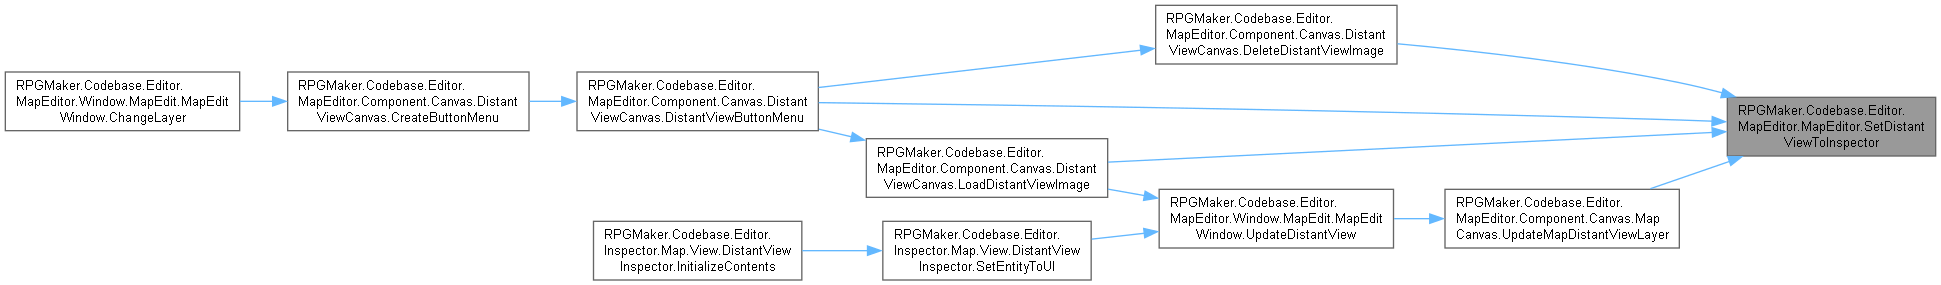 RPGMaker.Codebase.Editor.
MapEditor.Window.MapEdit.MapEdit
Window.ChangeLayer
RPGMaker.Codebase.Editor.
MapEditor.Component.Canvas.Distant
ViewCanvas.CreateButtonMenu
RPGMaker.Codebase.Editor.
MapEditor.Component.Canvas.Distant
ViewCanvas.DistantViewButtonMenu
RPGMaker.Codebase.Editor.
MapEditor.Component.Canvas.Distant
ViewCanvas.DeleteDistantViewImage
RPGMaker.Codebase.Editor.
MapEditor.Component.Canvas.Distant
ViewCanvas.LoadDistantViewImage
RPGMaker.Codebase.Editor.
MapEditor.MapEditor.SetDistant
ViewToInspector
RPGMaker.Codebase.Editor.
Inspector.Map.View.DistantView
Inspector.InitializeContents
RPGMaker.Codebase.Editor.
Inspector.Map.View.DistantView
Inspector.SetEntityToUI
RPGMaker.Codebase.Editor.
MapEditor.Window.MapEdit.MapEdit
Window.UpdateDistantView
RPGMaker.Codebase.Editor.
MapEditor.Component.Canvas.Map
Canvas.UpdateMapDistantViewLayer